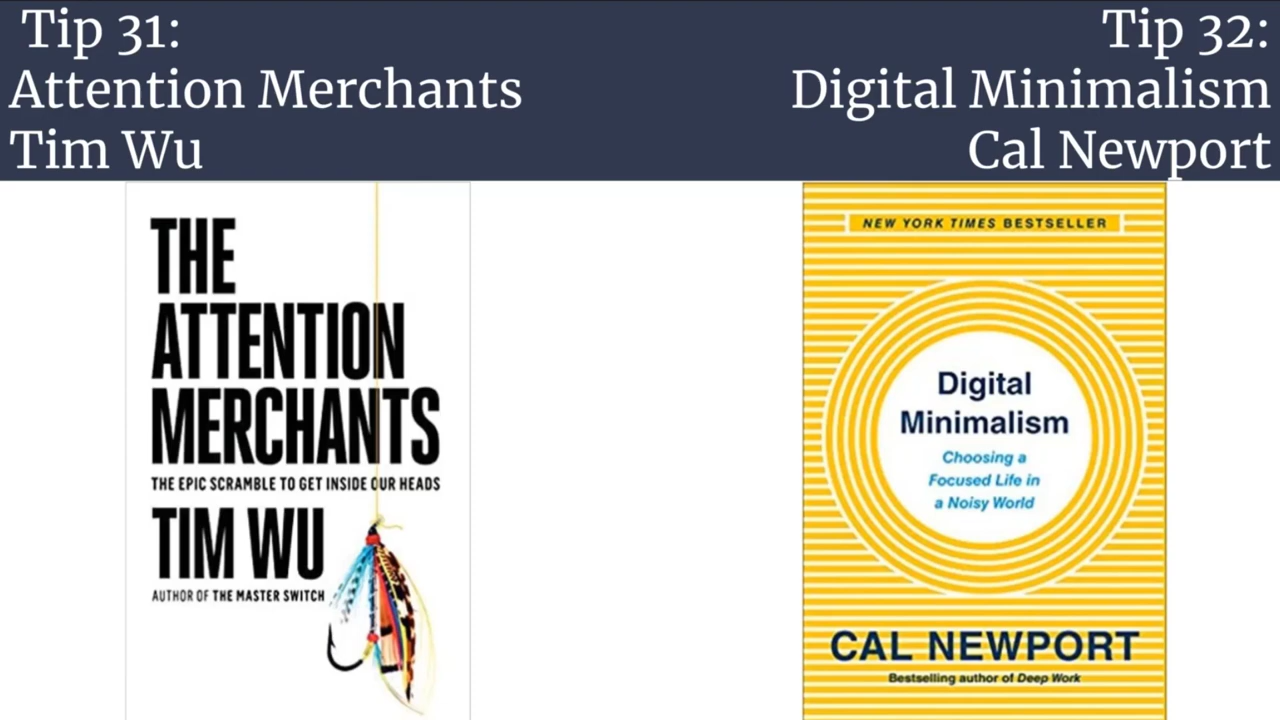 Tip 31:
Attention Merchants
Tim Wu
Tip 32:
Digital Minimalism
Cal Newport
THE
ATTENTION
MERCHANTS
THE EPIC SCRAMBLE TO GET INSIDE OUR HEADS
TIM WU
AUTHOR OF THE MASTER SWITCH
NEW YORK TIMES BESTSELLER
Digital
Minimalism
Choosing a
Focused Life in
a Noisy World
CAL NEWPORT
Bestselling author of Deep Work